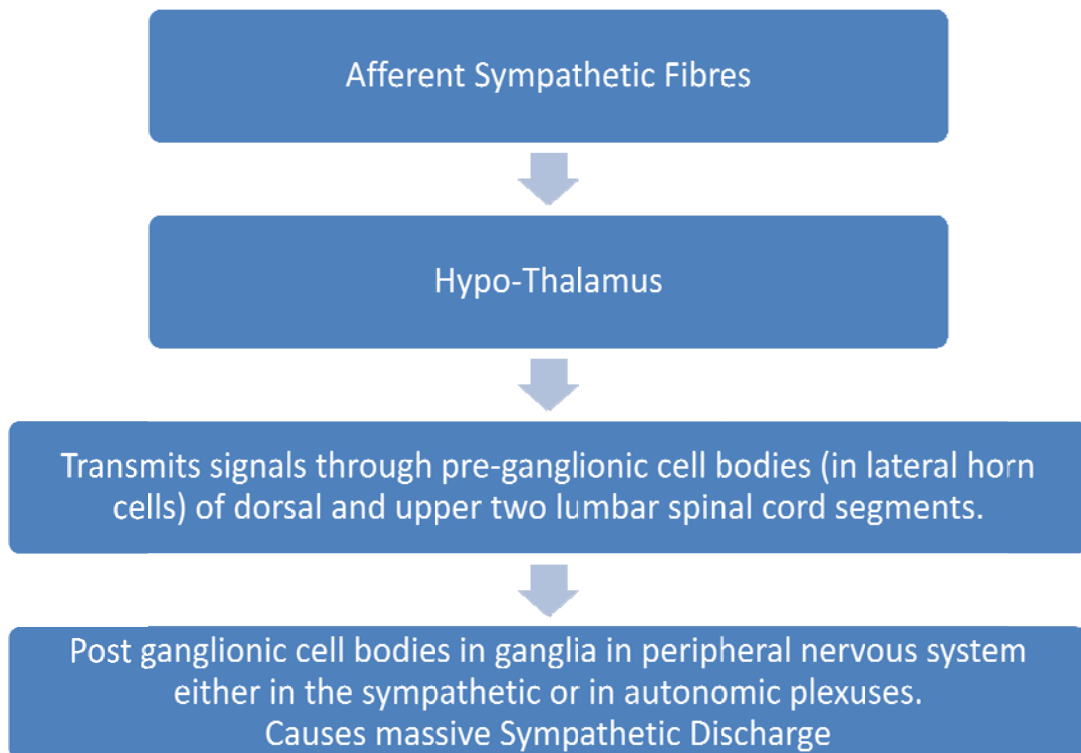 Afferent Sympathetic Fibres
Hypo-Thalamus
Transmits signals through pre-ganglionic cell bodies (in lateral horn
cells) of dorsal and upper two lumbar spinal cord segments.
Post ganglionic cell bodies in ganglia in peripheral nervous system
either in the sympathetic or in autonomic plexuses.
Causes massive Sympathetic Discharge